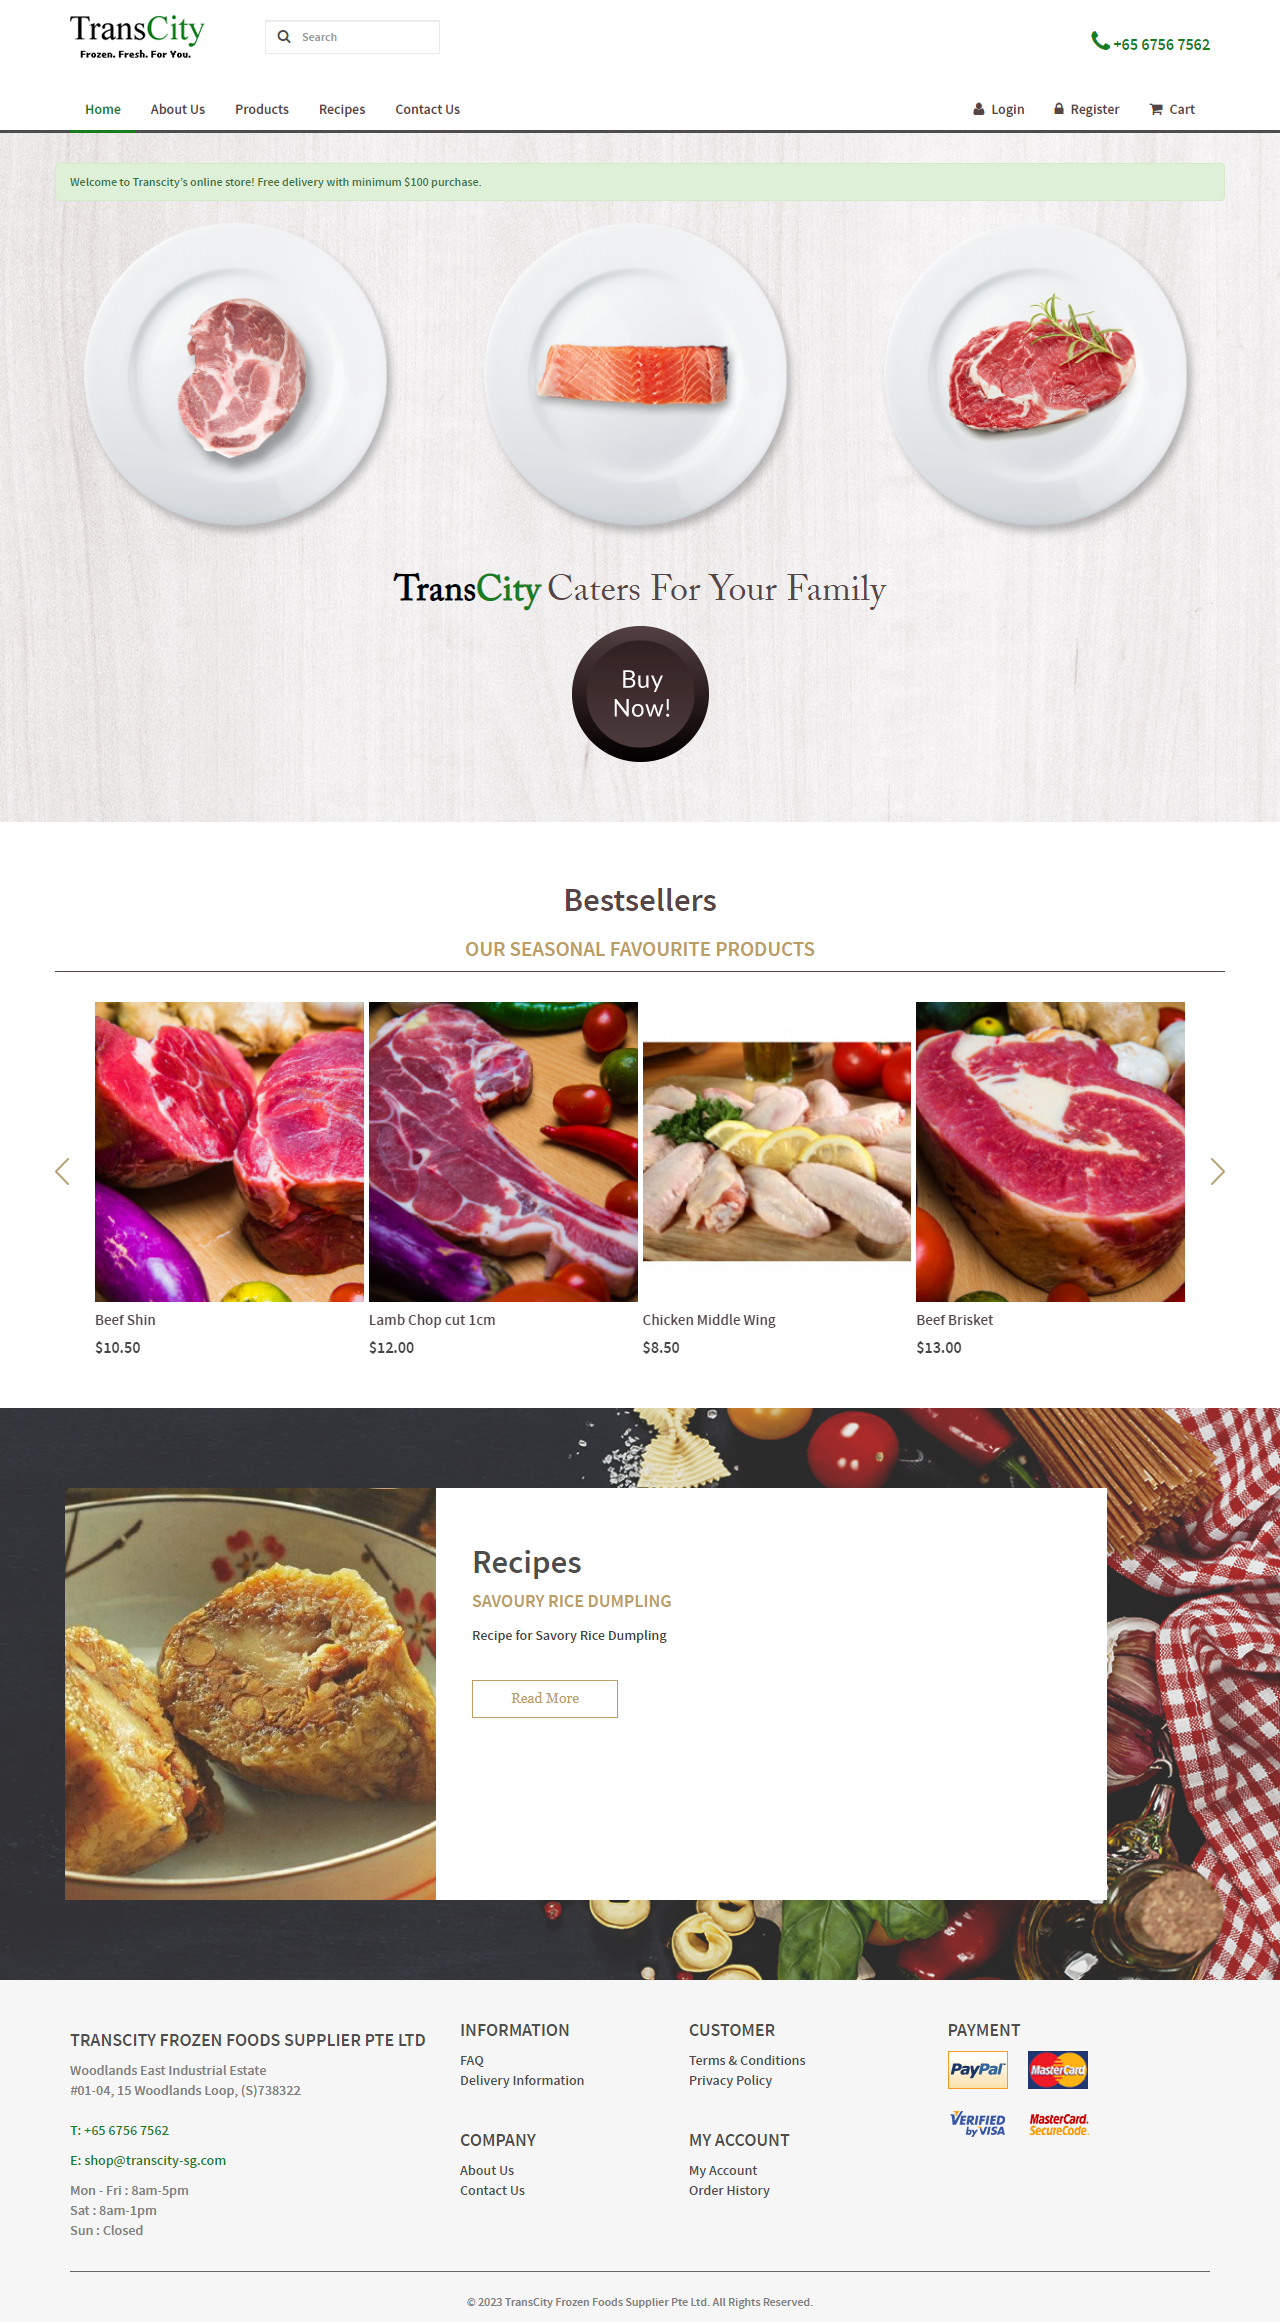 TransCity
Frozen. Fresh. For You.
Search
+65 6756 7562
Home
About Us
Products
Recipes
Contact Us
Login
Register
Cart
Welcome to Transcity's online store! Free delivery with minimum $100 purchase.
TransCity Caters For Your Family
Buy
Now!
Bestsellers
OUR SEASONAL FAVOURITE PRODUCTS
Beef Shin
$10.50
Lamb Chop cut 1cm
$12.00
Chicken Middle Wing
$8.50
Beef Brisket
$13.00
Recipes
SAVOURY RICE DUMPLING
Recipe for Savory Rice Dumpling
Read More
TRANSCITY FROZEN FOODS SUPPLIER PTE LTD
Woodlands East Industrial Estate
#01-04, 15 Woodlands Loop, (S)738322
T: +65 6756 7562
E: shop@transcity-sg.com
Mon - Fri : 8am-5pm
Sat : 8am-1pm
Sun : Closed
INFORMATION
FAQ
Delivery Information
COMPANY
About Us
Contact Us
CUSTOMER
Terms & Conditions
Privacy Policy
MY ACCOUNT
My Account
Order History
PAYMENT
PayPal
MasterCard
VERIFIED
by VISA
MasterCard.
SecureCode.
© 2023 TransCity Frozen Foods Supplier Pte Ltd. All Rights Reserved.